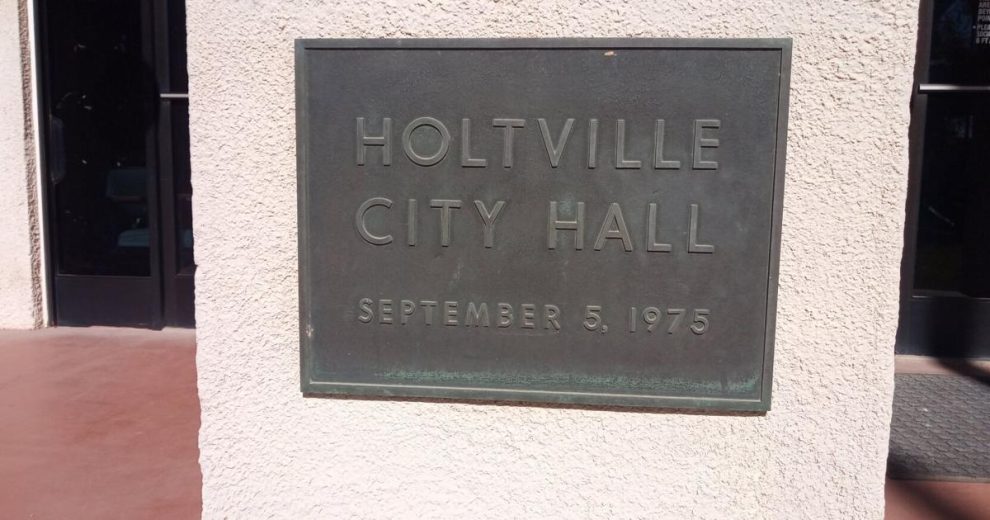 HOLTVILLE
CITY HALL
SEPTEMBER 5, 1975